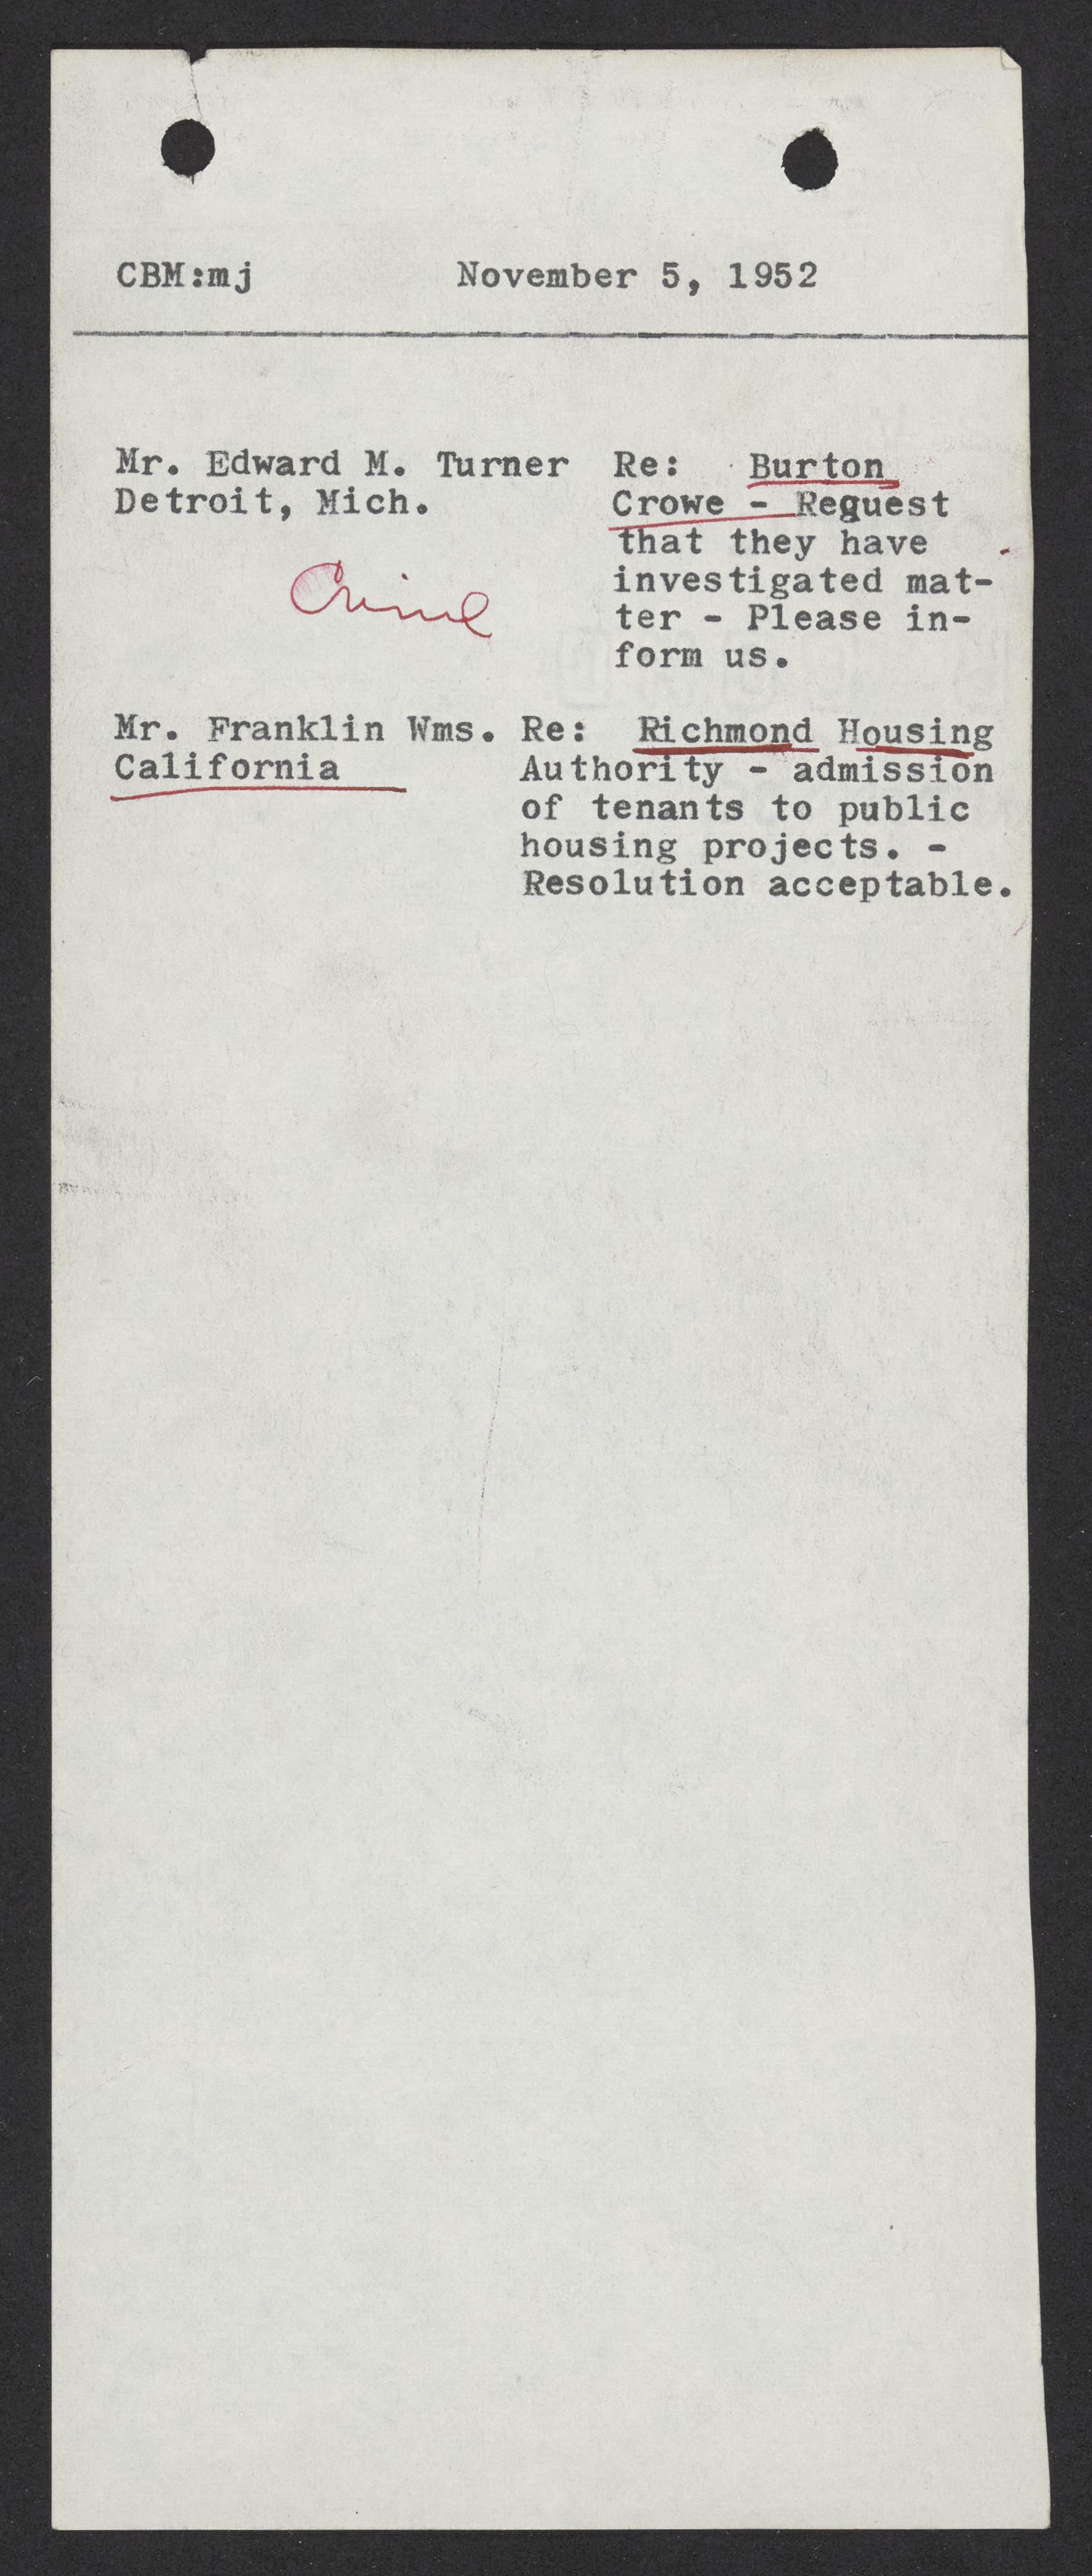 CBM:mj November 5, 1952
Mr. Edward M. Turner Re: Burton
Detroit, Mich. Crowe - Reguest
that they have
Crime
investigated mat-
ter - Please in-
form us.
Mr. Franklin Wms. Re: Richmond Housing
California Authority - admission
of tenants to public
housing projects. -
Resolution acceptable.